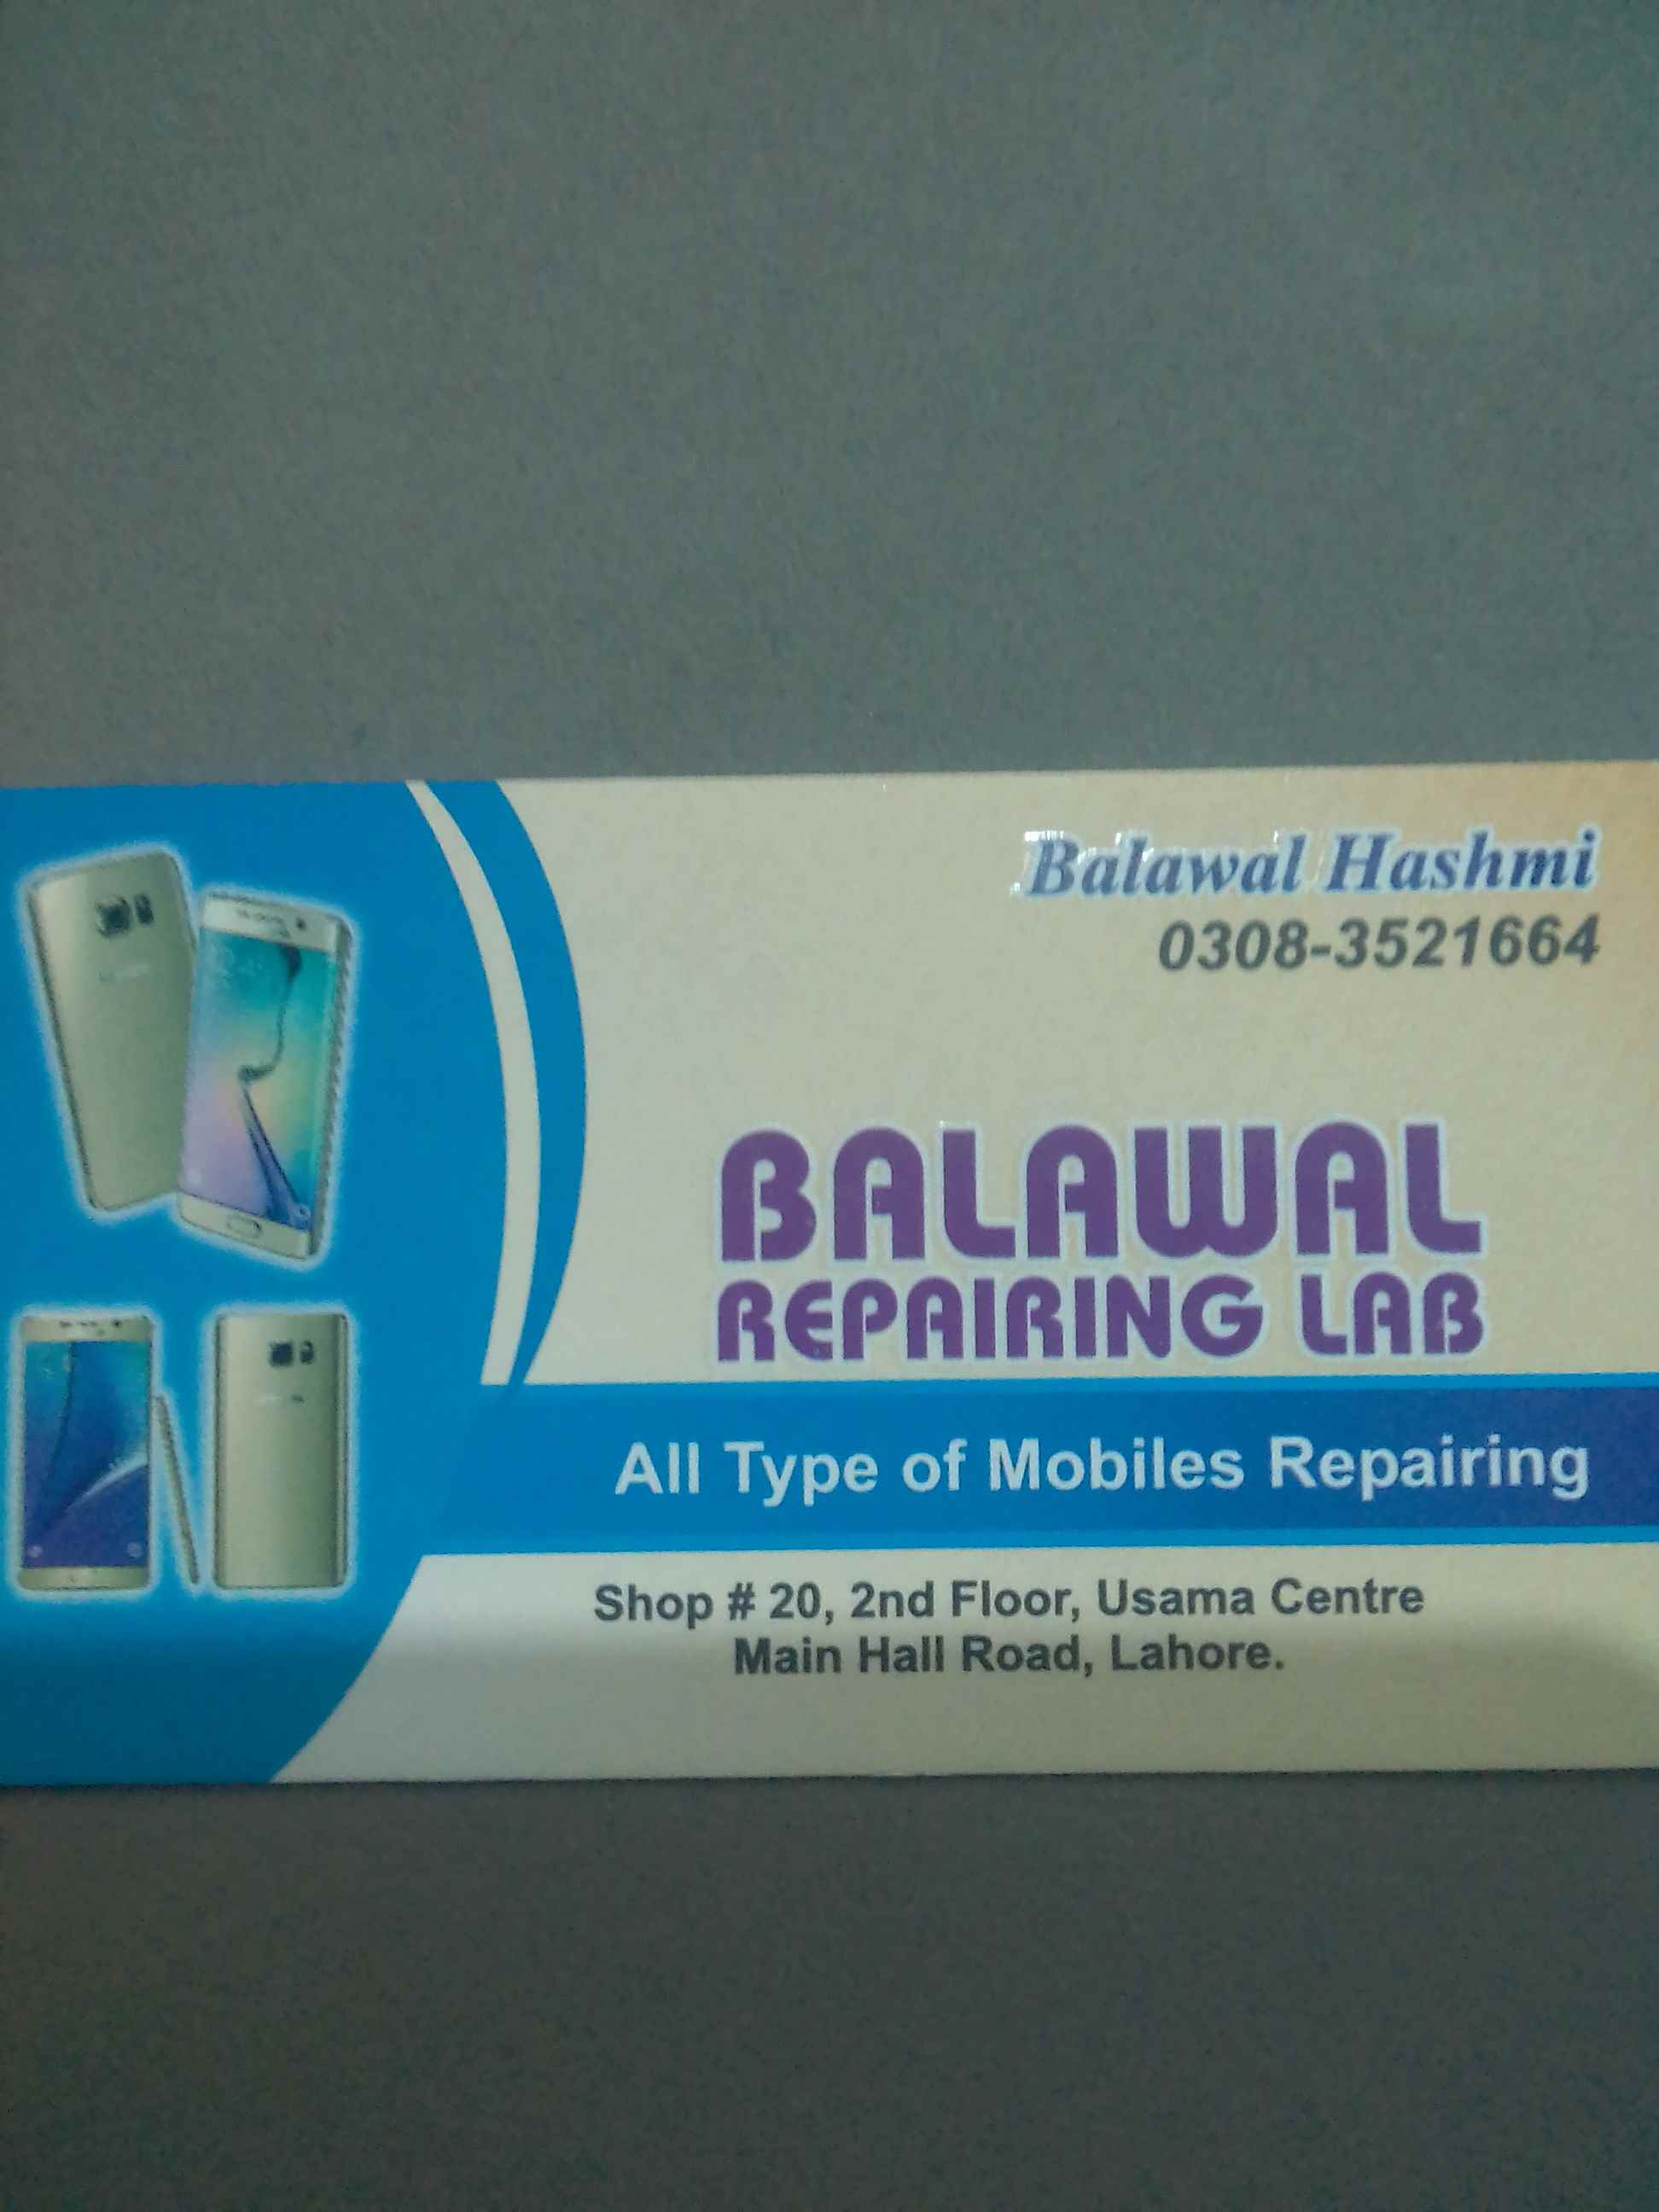 Balawal Hashmi
0308-3521664
BALAWAL
REPAIRING LAB
All Type of Mobiles Repairing
Shop # 20, 2nd Floor, Usama Centre
Main Hall Road, Lahore.